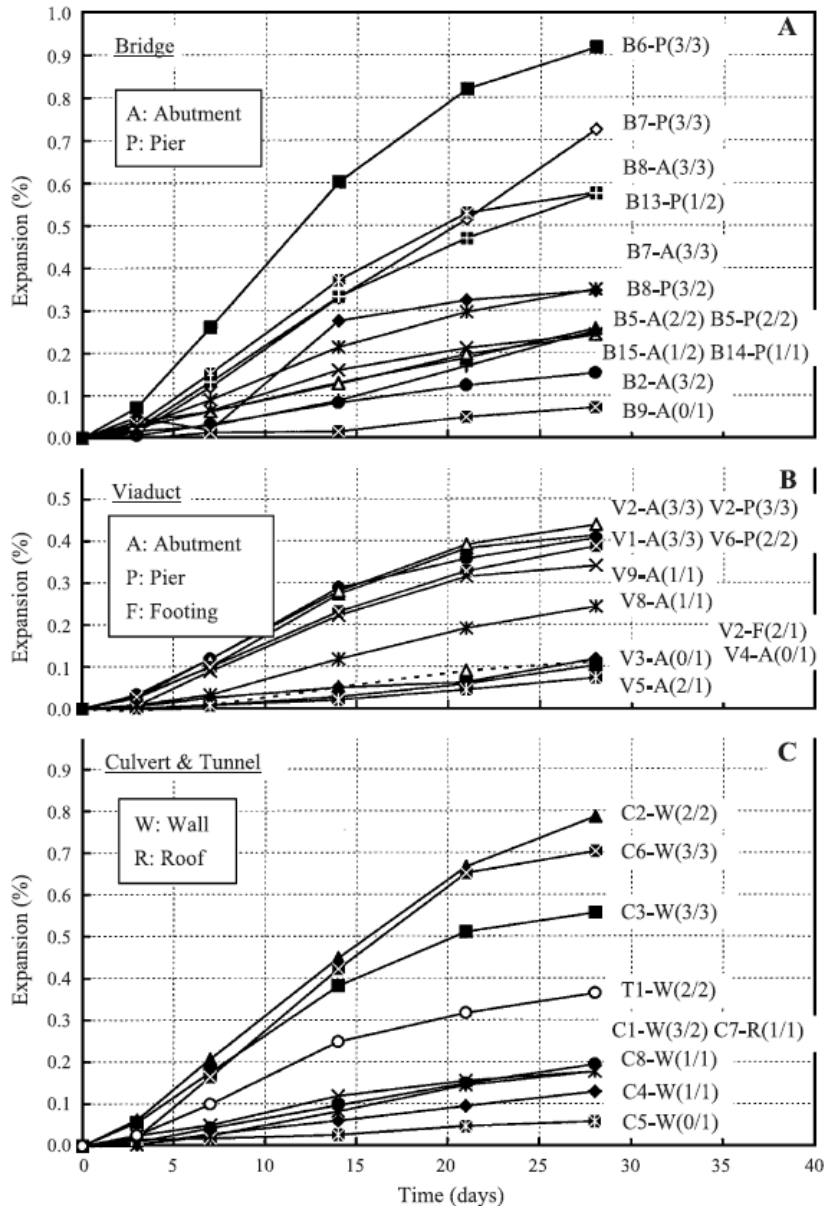 A
Bridge
A: Abutment
P: Pier
Expansion (%)
1.0
0.9
0.8
0.7
0.6
0.5
0.4
0.3
0.2
0.1
0.0
B6-P(3/3)
B7-P(3/3)
B8-A(3/3)
B13-P(1/2)
B7-A(3/3)
B8-P(3/2)
B5-A(2/2) B5-P(2/2)
B15-A(1/2) B14-P(1/1)
B2-A(3/2)
B9-A(0/1)
B
Viaduct
A: Abutment
P: Pier
F: Footing
Expansion (%)
0.5
0.4
0.3
0.2
0.1
0.0
V2-A(3/3) V2-P(3/3)
V1-A(3/3) V6-P(2/2)
V9-A(1/1)
V8-A(1/1)
V2-F(2/1)
V3-A(0/1) V4-A(0/1)
V5-A(2/1)
C
Culvert & Tunnel
W: Wall
R: Roof
Expansion (%)
0.9
0.8
0.7
0.6
0.5
0.4
0.3
0.2
0.1
0.0
C2-W(2/2)
C6-W(3/3)
C3-W(3/3)
T1-W(2/2)
C1-W(3/2) C7-R(1/1)
C8-W(1/1)
C4-W(1/1)
C5-W(0/1)
0 5 10 15 20 25 30 35 40
Time (days)